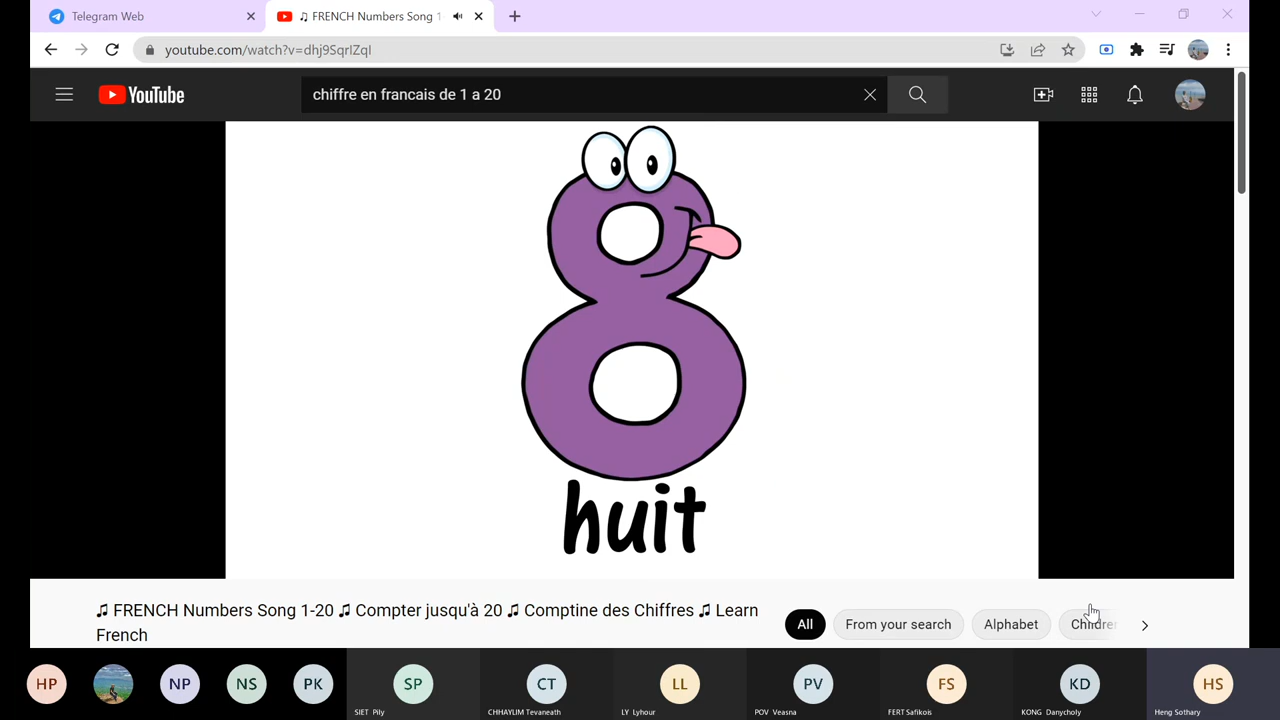 Telegram Web
♫ FRENCH Numbers Song 1
youtube.com/watch?v=dhj9SqrIZqI
YouTube
chiffre en francais de 1 a 20
huit
♫ FRENCH Numbers Song 1-20 ♫ Compter jusqu'à 20 ♫ Comptine des Chiffres ♫ Learn
French
All
From your search
Alphabet
Childre
HP
NP
NS
PK
SP
CT
LL
PV
FS
KD
HS
SIET Pily
CHHAYLIM Tevaneath
LY Lyhour
POV Veasna
FERT Safikois
KONG Danycholy
Heng Sothary